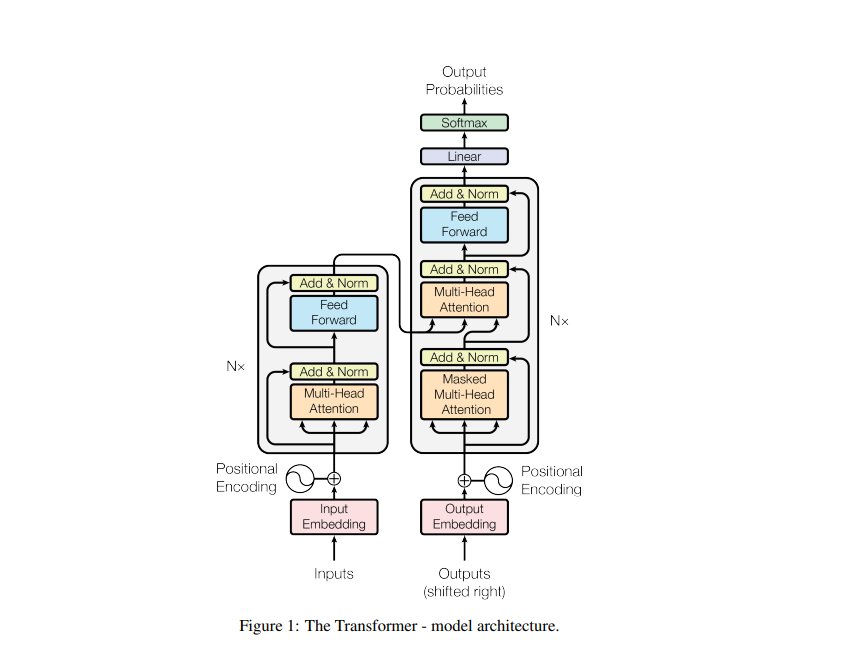 Output
Probabilities
Softmax
Linear
Add & Norm
Feed
Forward
Add & Norm
Multi-Head
Attention
Add & Norm
Masked
Multi-Head
Attention
Nx
Add & Norm
Feed
Forward
Add & Norm
Multi-Head
Attention
N×
Positional
Encoding
Positional
Encoding
Input
Embedding
Output
Embedding
Inputs
Outputs
(shifted right)
Figure 1: The Transformer - model architecture.